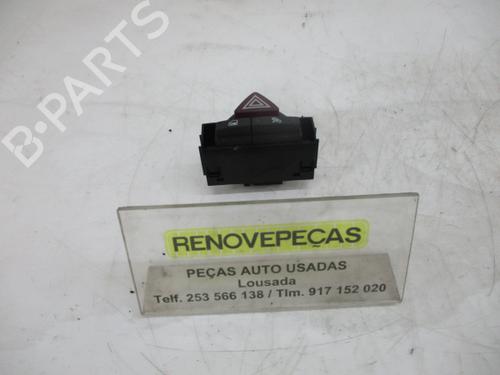 B-PARTS
RENOVEPEÇAS
PEÇAS AUTO USADAS
Lousada
Telf. 253 566 138 / Tlm. 917 152 020